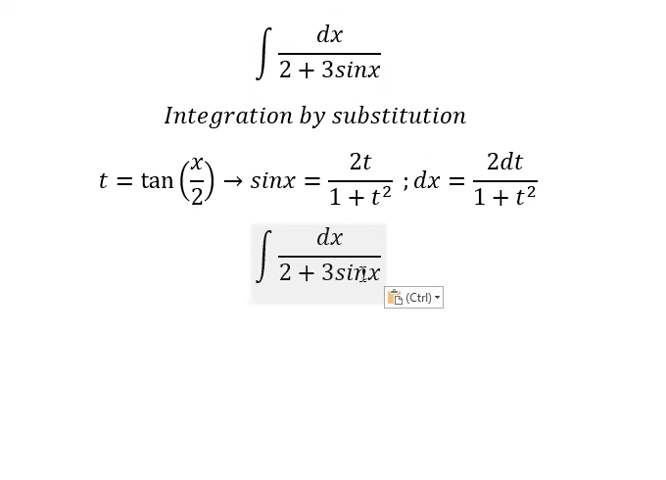 ∫ dx / (2 + 3sinx)
Integration by substitution
t = tan(x/2) → sinx = 2t / (1 + t²) ; dx = 2dt / (1 + t²)
∫ dx / (2 + 3sinx)
(Ctrl)